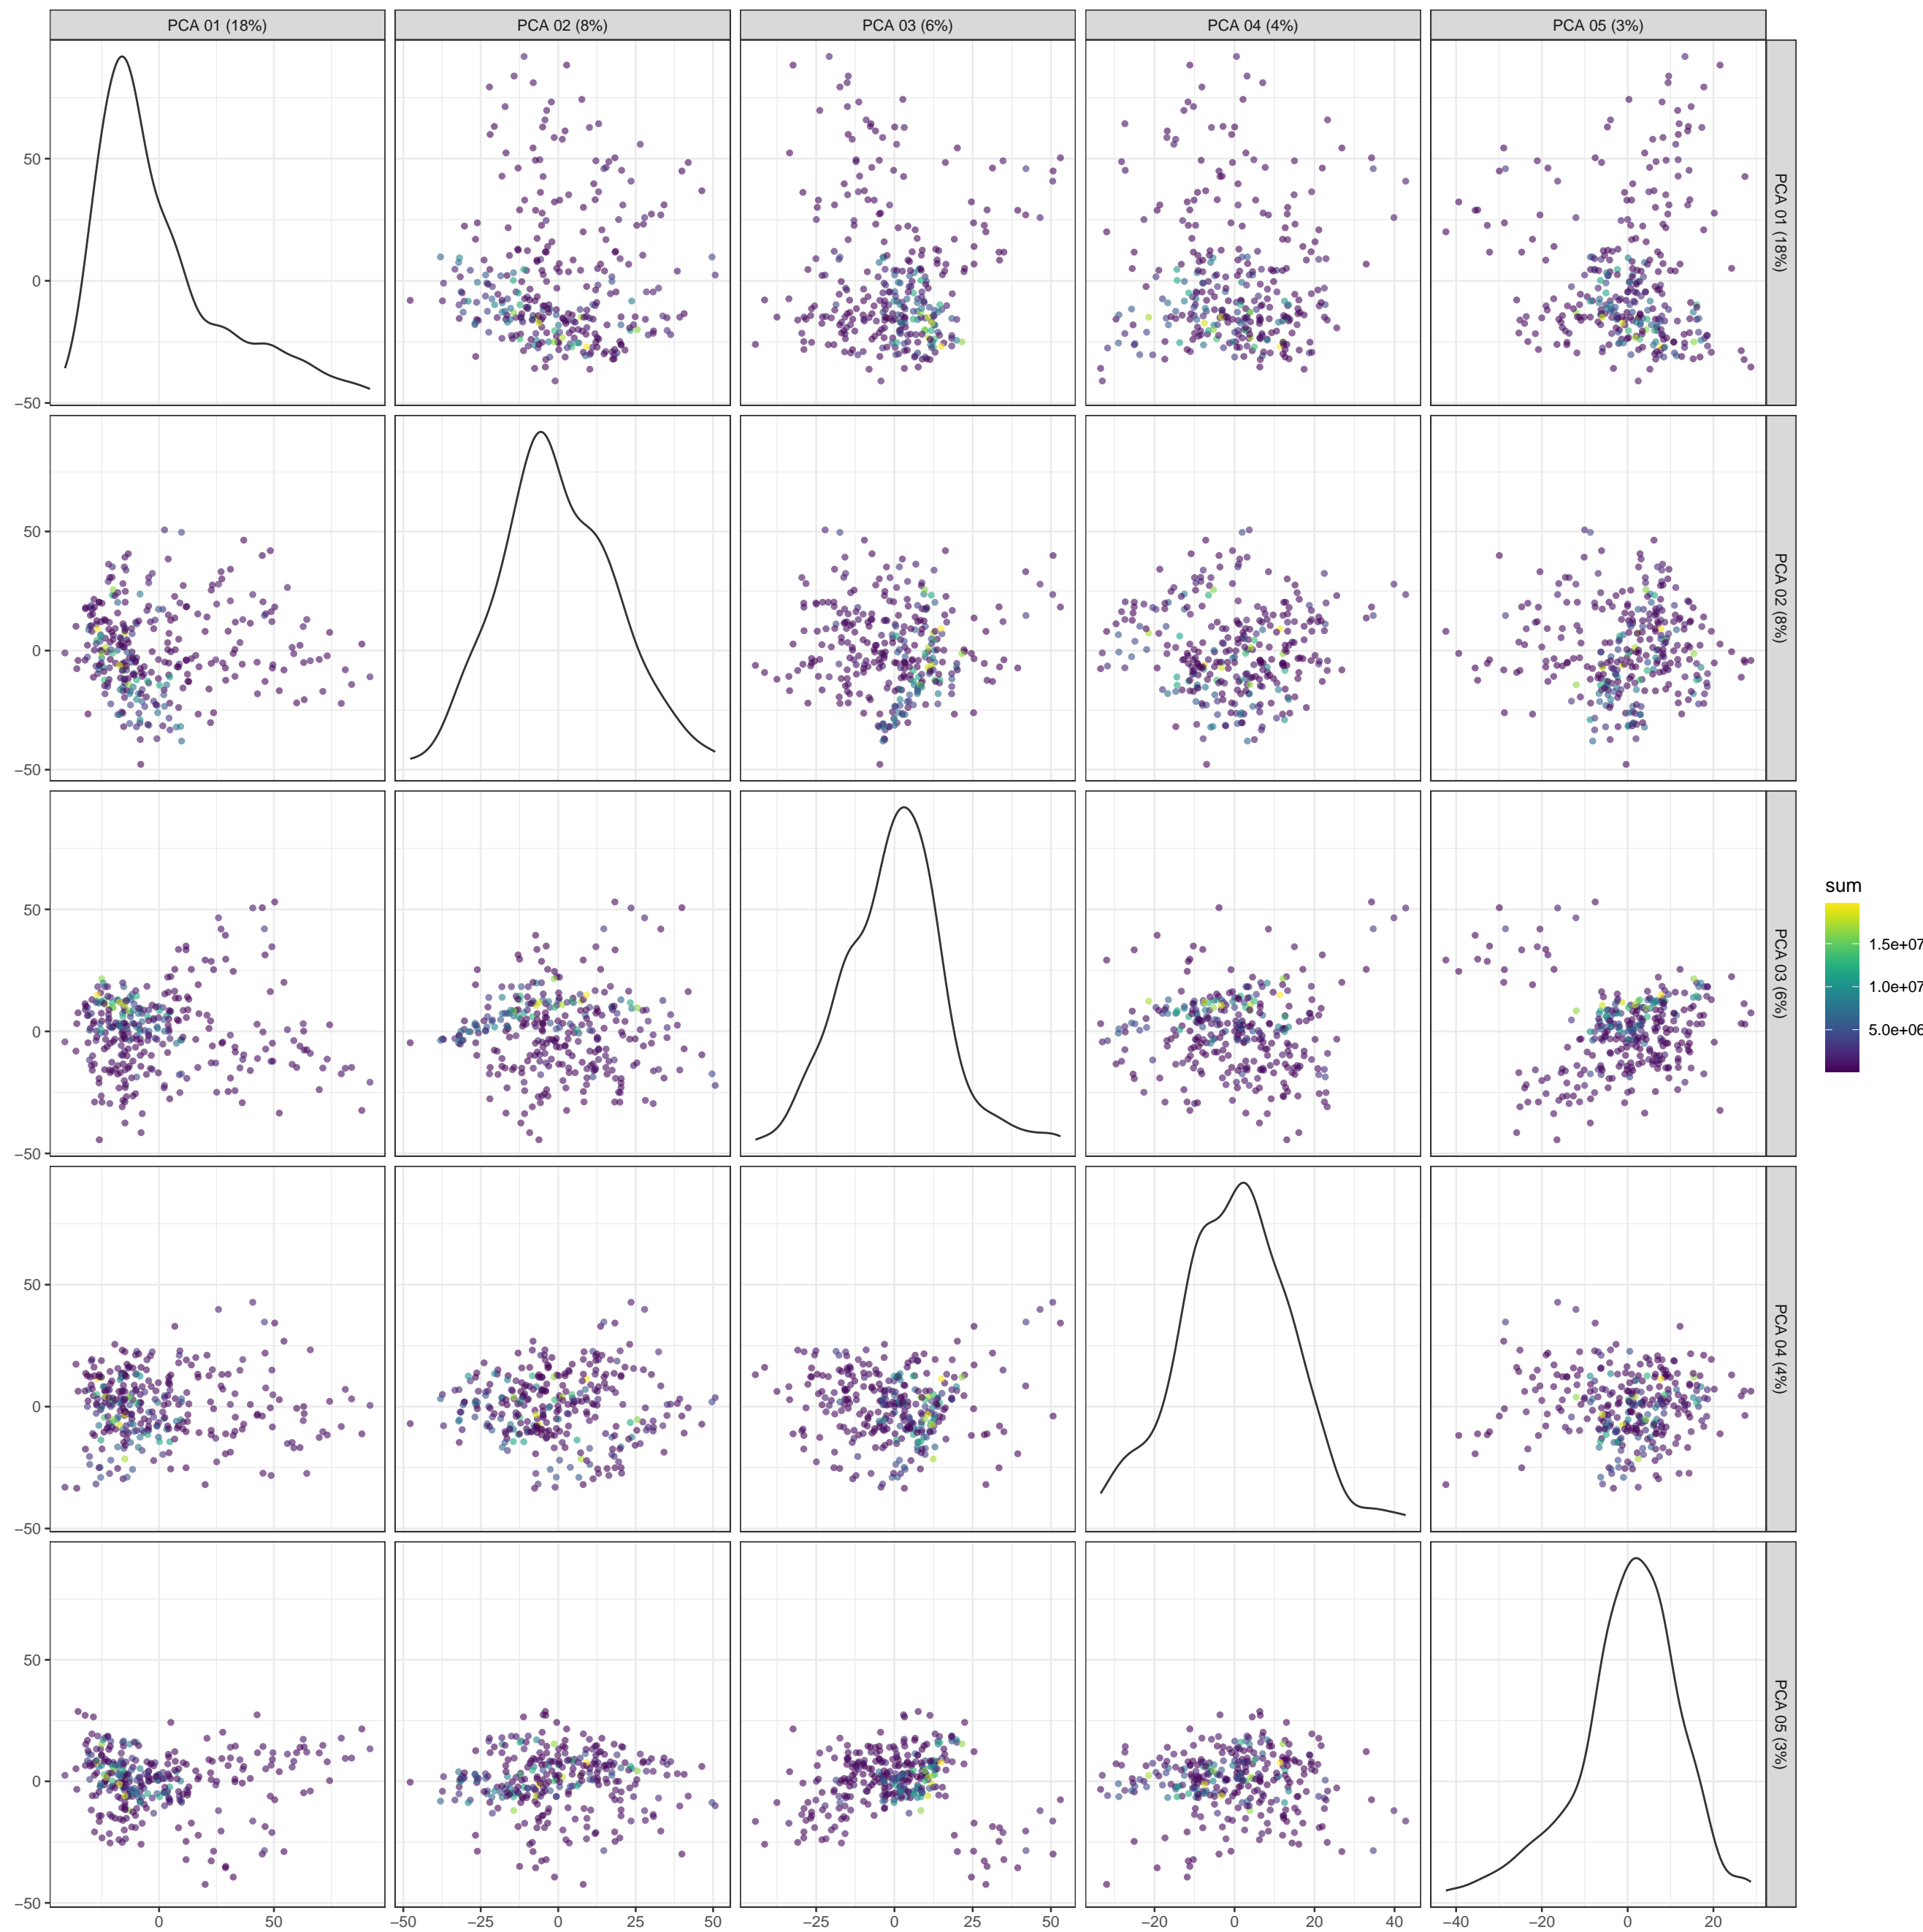 PCA 01 (18%) PCA 02 (8%) PCA 03 (6%) PCA 04 (4%) PCA 05 (3%)
50
0
−50
PCA 01 (18%)
50
0
−50
PCA 02 (8%)
50
0
−50
PCA 03 (6%)
50
0
−50
PCA 04 (4%)
50
0
−50
PCA 05 (3%)
0 50 −50 −25 0 25 50 −25 0 25 50 −20 0 20 40 −40 −20 0 20
sum
1.5e+07
1.0e+07
5.0e+06